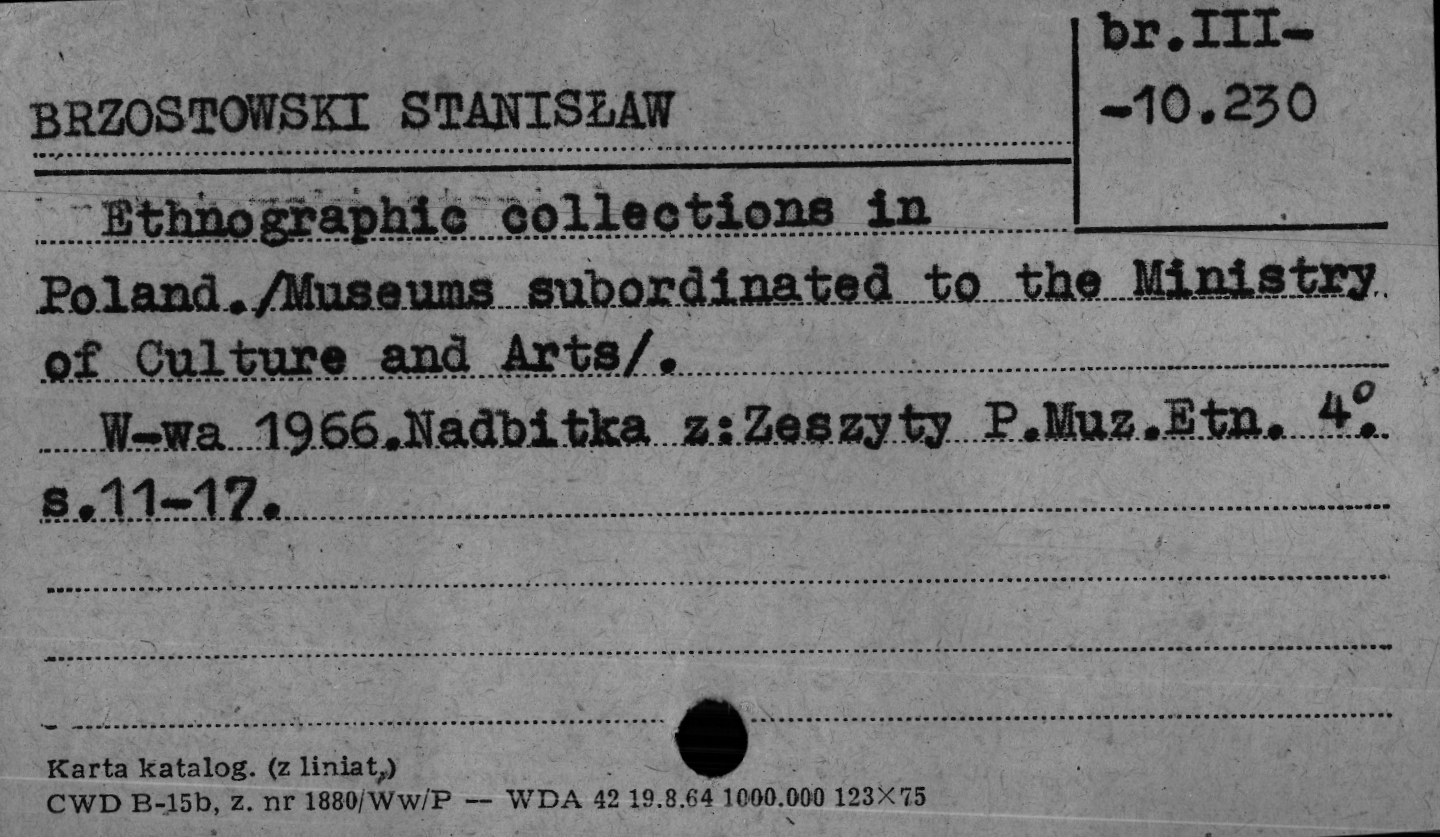 br.III-
-10.230
BRZOSTOWSKI STANISŁAW
Ethnographic collections in
Poland./Museums subordinated to the Ministry
of Culture and Arts/.
W-wa 1966.Nadbitka z:Zeszyty P.Muz.Etn. 4°.
s.11-17.
Karta katalog. (z liniat,)
CWD B-15b, z. nr 1880/Ww/P — WDA 42 19.8.64 1000.000 123×75